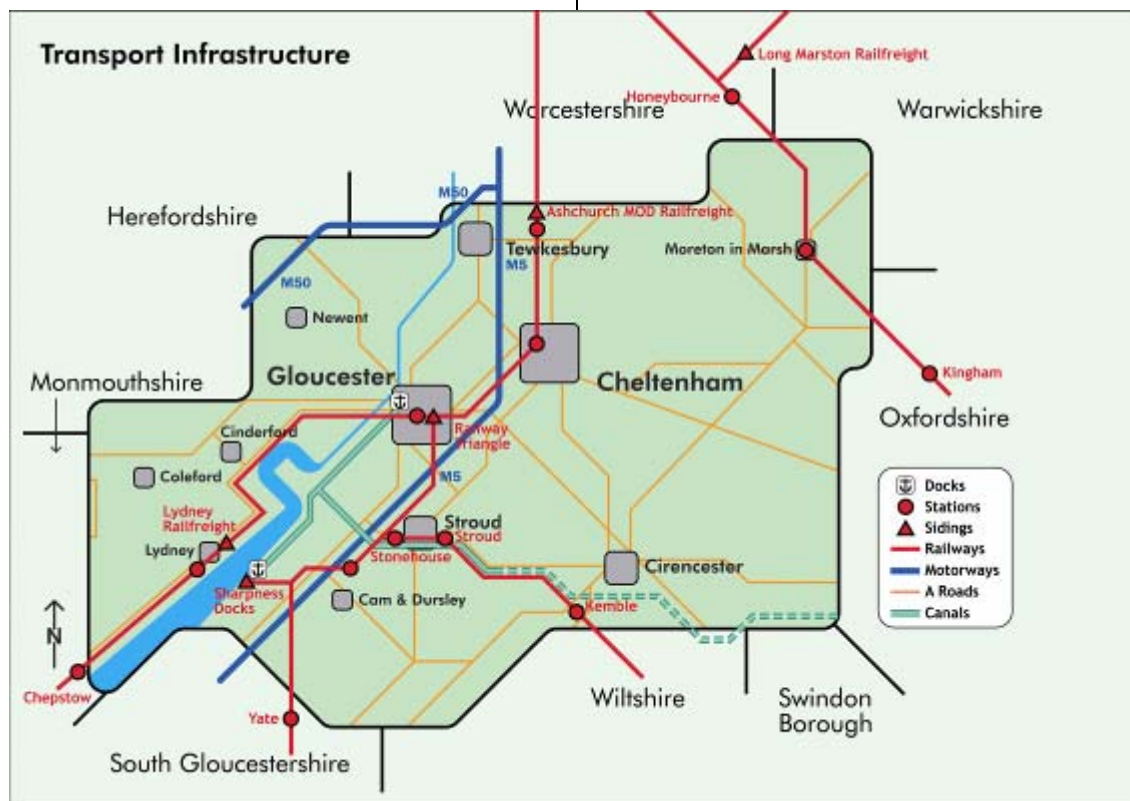 Transport Infrastructure
Long Marston Railfreight
Honeybourne
Worcestershire
Warwickshire
M50
Herefordshire
Ashchurch MOD Railfreight
Tewkesbury
Moreton in Marsh
M5
M50
Newent
Gloucester
Cheltenham
Kingham
Monmouthshire
Oxfordshire
Railway
Triangle
Cinderford
Coleford
M5
Docks
Stations
Sidings
Railways
Motorways
A Roads
Canals
Lydney
Railfreight
Stroud
Stroud
Lydney
Stonehouse
Cirencester
Sharpness
Docks
Cam & Dursley
Kemble
N
Chepstow
Wiltshire
Swindon
Borough
Yate
South Gloucestershire